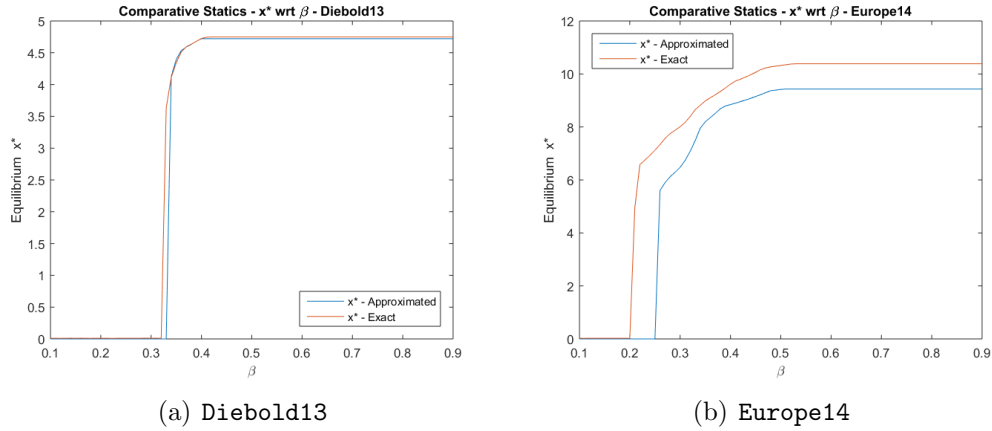 Comparative Statics - x* wrt β - Diebold13
5
4.5
4
3.5
3
2.5
2
1.5
1
0.5
0
Equilibrium x*
x* - Approximated
x* - Exact
0.1 0.2 0.3 0.4 0.5 0.6 0.7 0.8 0.9
β
(a) Diebold13
Comparative Statics - x* wrt β - Europe14
12
10
8
6
4
2
0
Equilibrium x*
x* - Approximated
x* - Exact
0.1 0.2 0.3 0.4 0.5 0.6 0.7 0.8 0.9
β
(b) Europe14